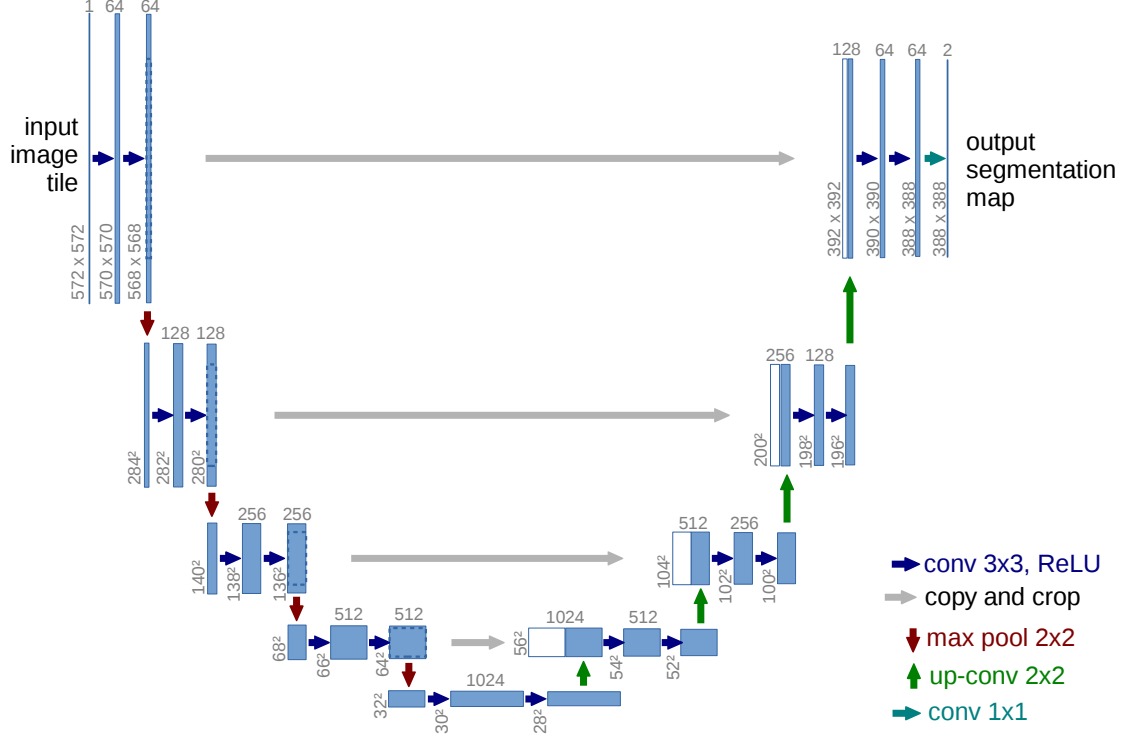 1 64 64
128 64 64 2
input
image
tile
output
segmentation
map
572 x 572
570 x 570
568 x 568
392 x 392
390 x 390
388 x 388
388 x 388
128 128
256 128
284²
282²
280²
200²
198²
196²
256 256
512 256
140²
138²
136²
104²
102²
100²
512 512
1024 512
68²
66²
64²
56²
54²
52²
1024
32²
30²
28²
conv 3x3, ReLU
copy and crop
max pool 2x2
up-conv 2x2
conv 1x1